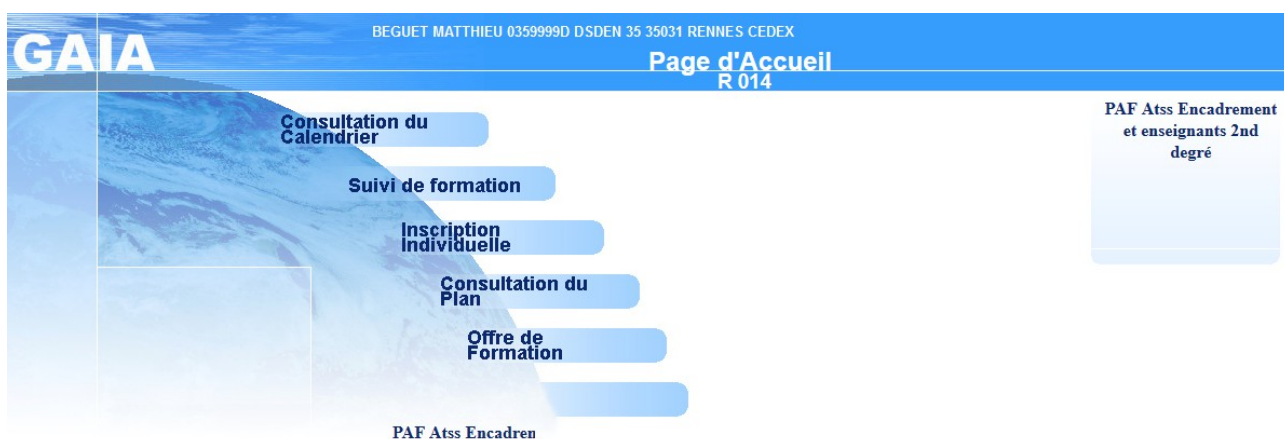 GAIA
BEGUET MATTHIEU 0359999D DSDEN 35 35031 RENNES CEDEX
Page d'Accueil
R 014
PAF Atss Encadrement
et enseignants 2nd
degré
Consultation du
Calendrier
Suivi de formation
Inscription
Individuelle
Consultation du
Plan
Offre de
Formation
PAF Atss Encadren